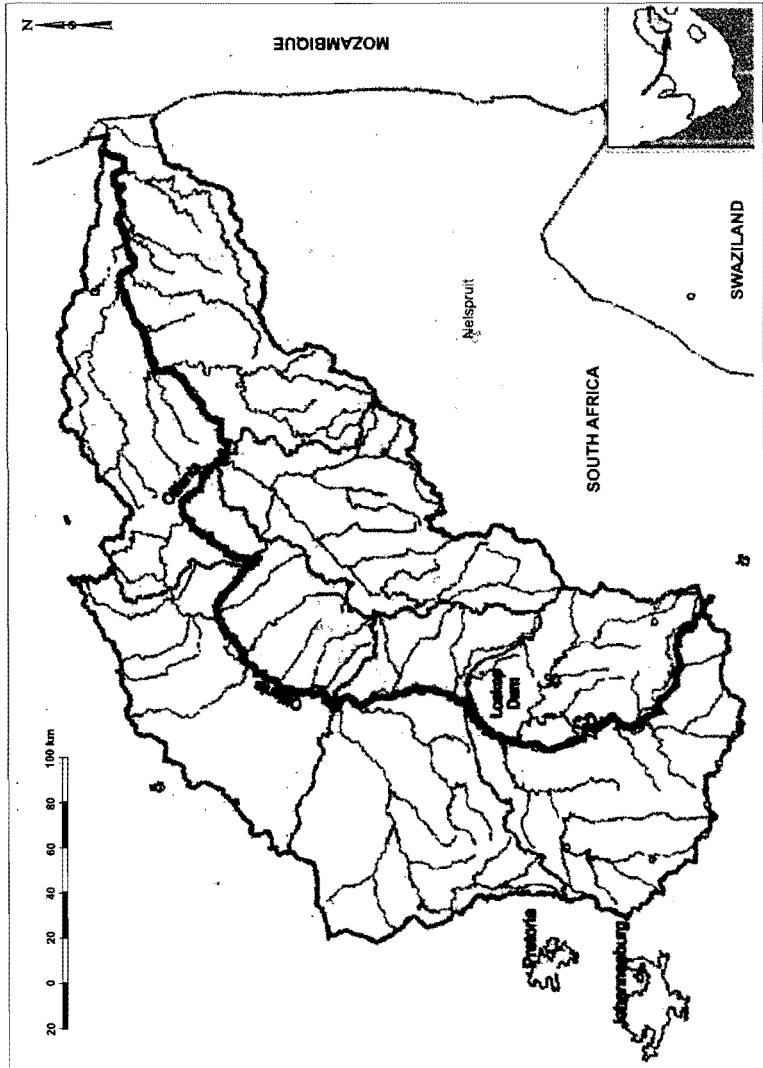 N
MOZAMBIQUE
SWAZILAND
Nelspruit
SOUTH AFRICA
Loskop
Dam
Pretoria
Johannesburg
20 0 20 40 60 80 100 km